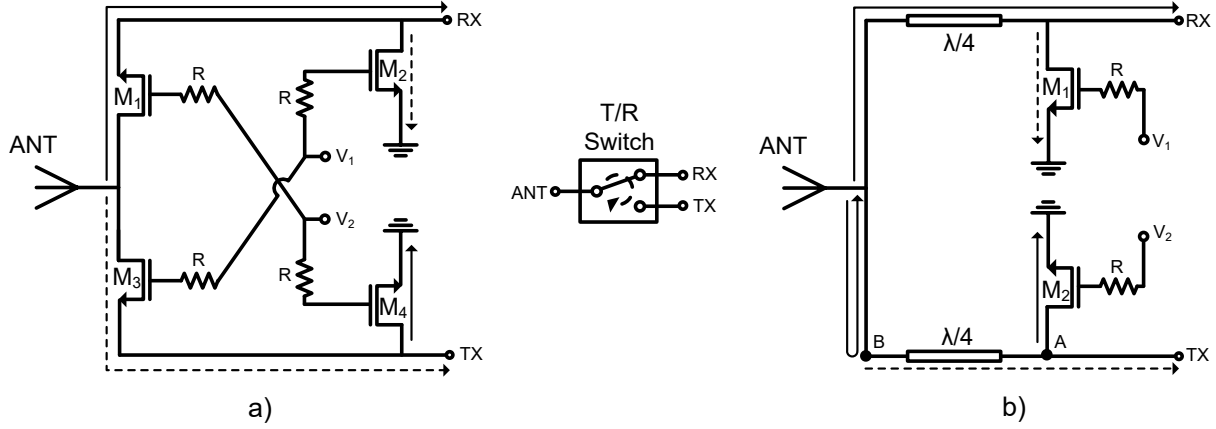 RX
R
M1
M2
R
V1
ANT
V2
R
R
M3
M4
TX
a)
T/R
Switch
ANT
RX
TX
RX
λ/4
R
M1
V1
ANT
V2
R
M2
B
λ/4
A
TX
b)